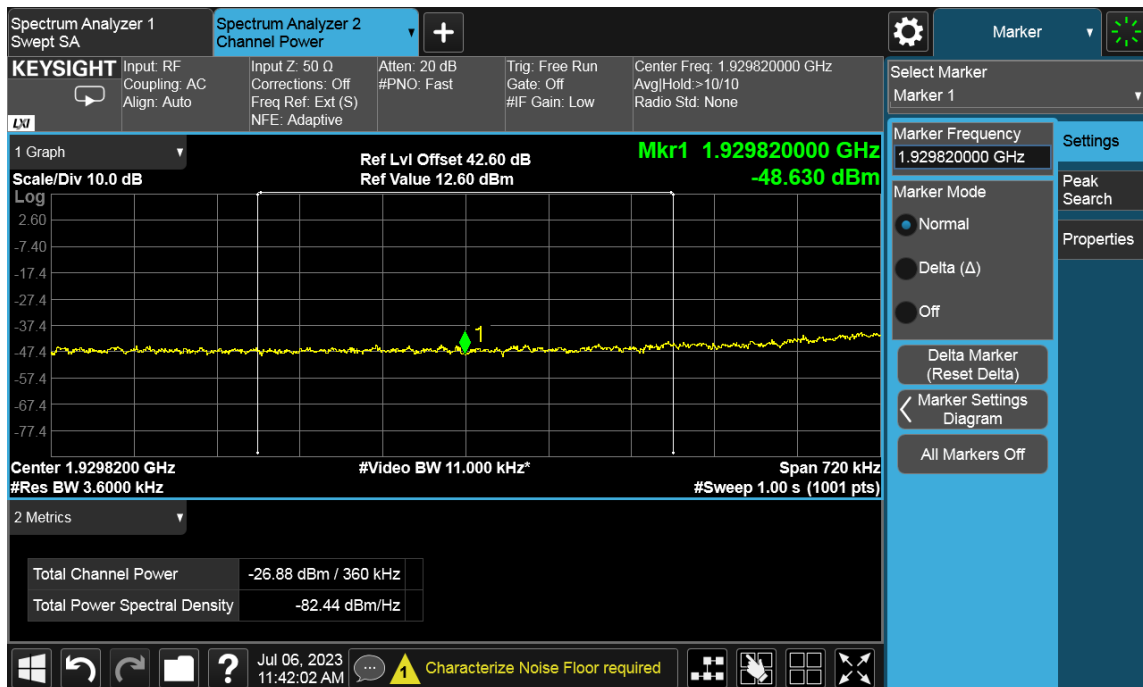 Spectrum Analyzer 1
Swept SA
Spectrum Analyzer 2
Channel Power
Marker
KEYSIGHT
LXI
Input: RF
Coupling: AC
Align: Auto
Input Z: 50 Ω
Corrections: Off
Freq Ref: Ext (S)
NFE: Adaptive
Atten: 20 dB
#PNO: Fast
Trig: Free Run
Gate: Off
#IF Gain: Low
Center Freq: 1.929820000 GHz
Avg|Hold:>10/10
Radio Std: None
Select Marker
Marker 1
1 Graph
Scale/Div 10.0 dB
Ref Lvl Offset 42.60 dB
Ref Value 12.60 dBm
Mkr1 1.929820000 GHz
-48.630 dBm
Log
2.60
-7.40
-17.4
-27.4
-37.4
-47.4
-57.4
-67.4
-77.4
1
Center 1.9298200 GHz
#Res BW 3.6000 kHz
#Video BW 11.000 kHz*
Span 720 kHz
#Sweep 1.00 s (1001 pts)
Marker Frequency
1.929820000 GHz
Marker Mode
Normal
Delta (Δ)
Off
Delta Marker
(Reset Delta)
Marker Settings
Diagram
All Markers Off
Settings
Peak
Search
Properties
2 Metrics
Total Channel Power -26.88 dBm / 360 kHz
Total Power Spectral Density -82.44 dBm/Hz
?
Jul 06, 2023
11:42:02 AM
1
Characterize Noise Floor required